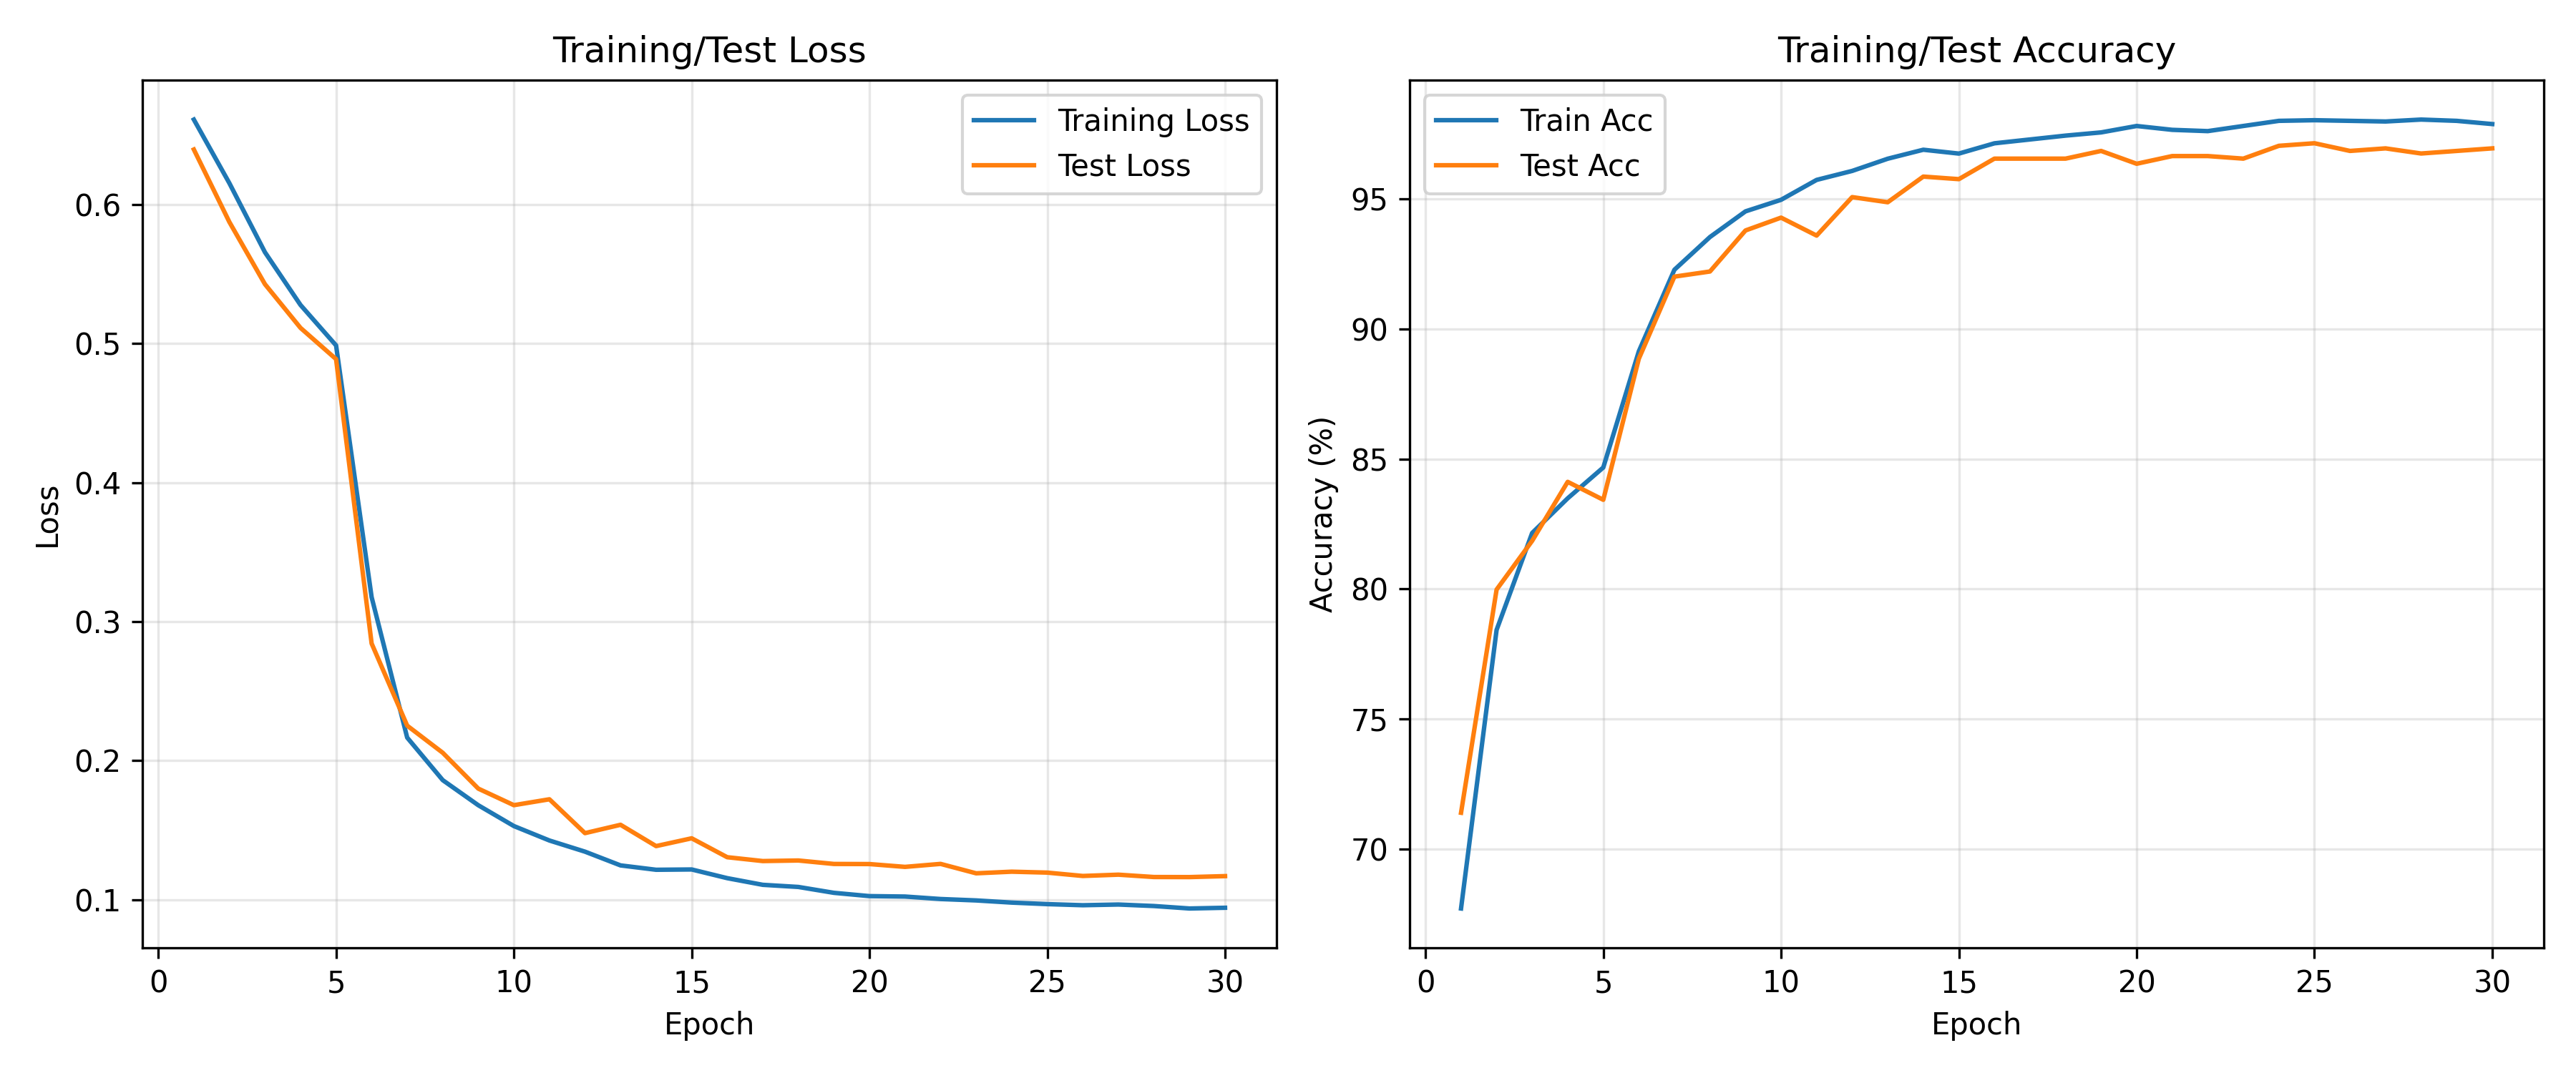 Training/Test Loss
Training Loss
Test Loss
0.6
0.5
0.4
0.3
0.2
0.1
Loss
0 5 10 15 20 25 30
Epoch
Training/Test Accuracy
Train Acc
Test Acc
95
90
85
80
75
70
Accuracy (%)
0 5 10 15 20 25 30
Epoch